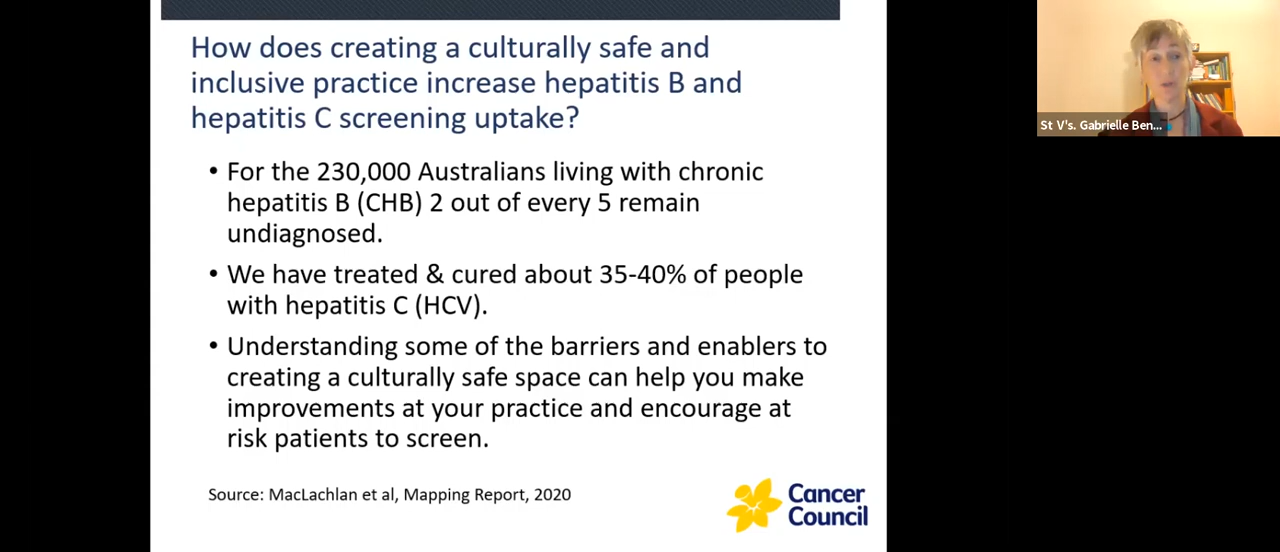 How does creating a culturally safe and
inclusive practice increase hepatitis B and
hepatitis C screening uptake?
• For the 230,000 Australians living with chronic
hepatitis B (CHB) 2 out of every 5 remain
undiagnosed.
• We have treated & cured about 35-40% of people
with hepatitis C (HCV).
• Understanding some of the barriers and enablers to
creating a culturally safe space can help you make
improvements at your practice and encourage at
risk patients to screen.
Source: MacLachlan et al, Mapping Report, 2020
Cancer
Council
St V's. Gabrielle Ben...